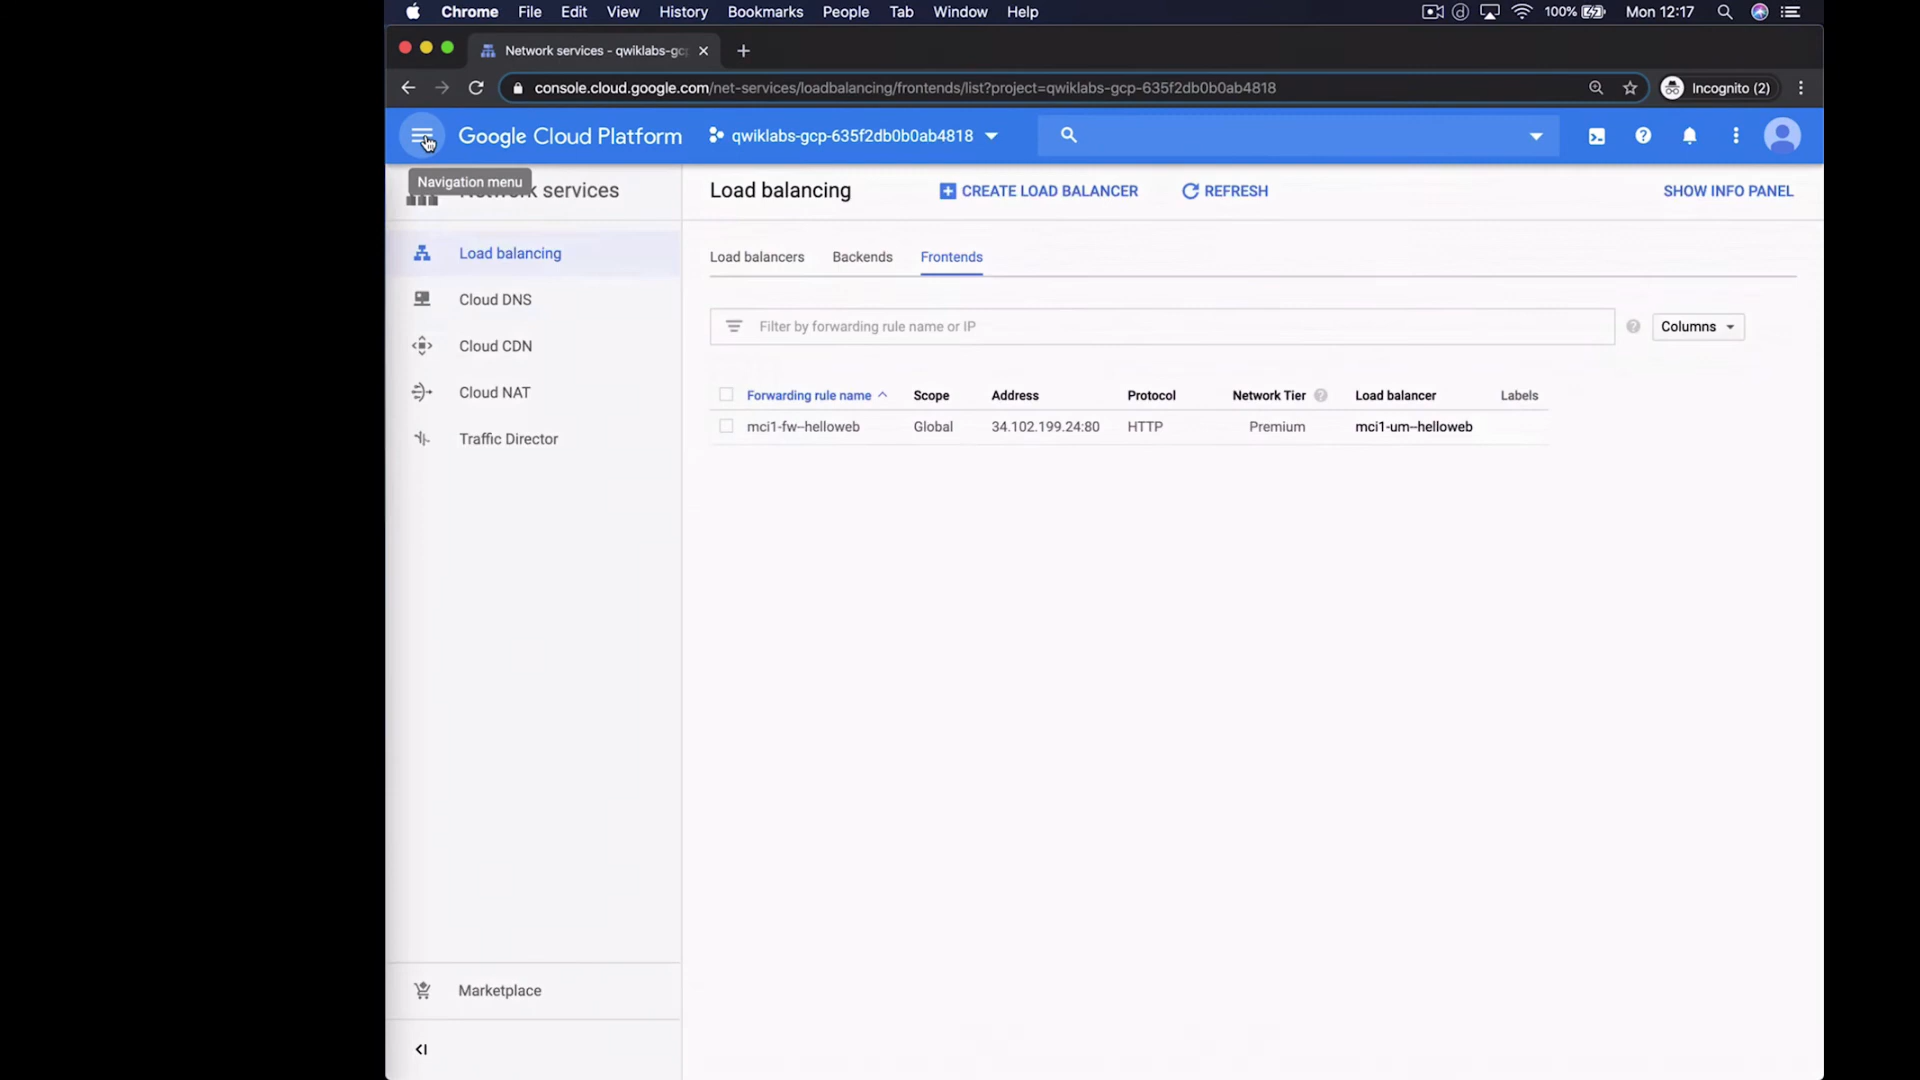 Chrome File Edit View History Bookmarks People Tab Window Help 100% Mon 12:17
Network services - qwiklabs-gc
console.cloud.google.com/net-services/loadbalancing/frontends/list?project=qwiklabs-gcp-635f2db0b0ab4818 Incognito (2)
Google Cloud Platform qwiklabs-gcp-635f2db0b0ab4818
Navigation menu
Network services
Load balancing CREATE LOAD BALANCER REFRESH SHOW INFO PANEL
Load balancing
Cloud DNS
Cloud CDN
Cloud NAT
Traffic Director
Marketplace
Load balancers Backends Frontends
Filter by forwarding rule name or IP Columns
Forwarding rule name Scope Address Protocol Network Tier Load balancer Labels
mci1-fw--helloweb Global 34.102.199.24:80 HTTP Premium mci1-um--helloweb